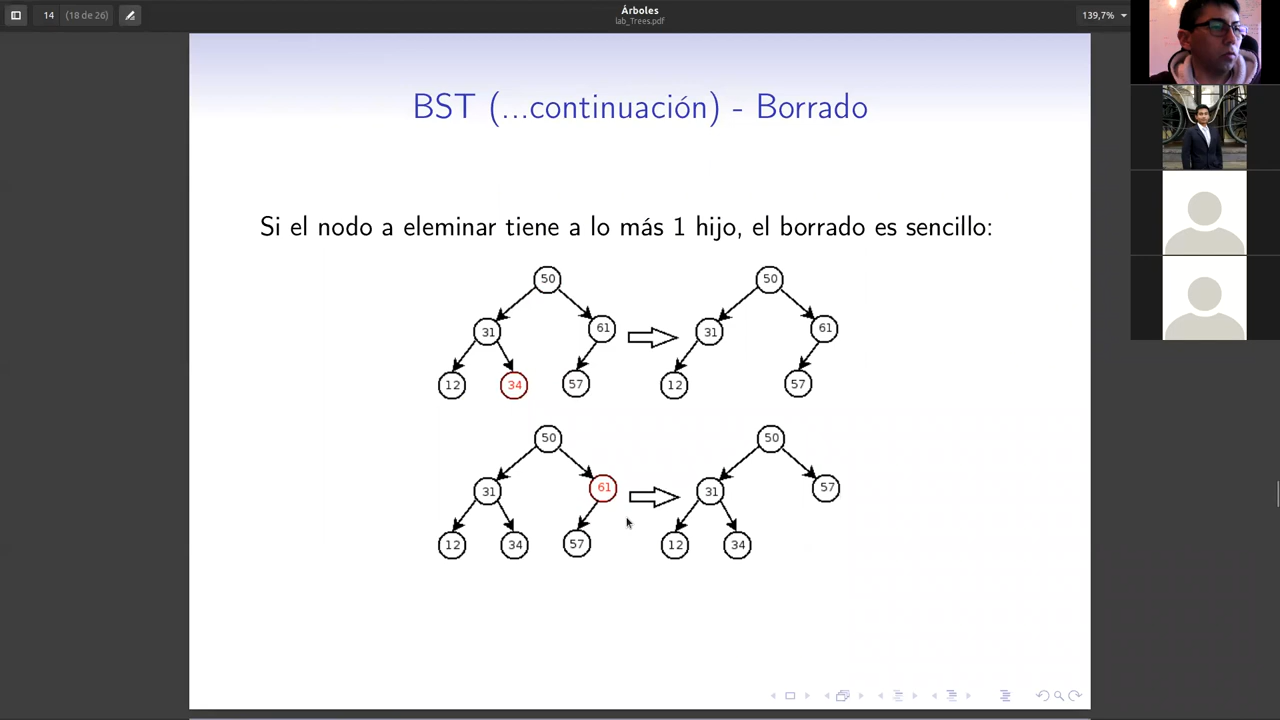 14 (18 de 26)
Árboles
lab_Trees.pdf
139,7%
BST (...continuación) - Borrado
Si el nodo a eleminar tiene a lo más 1 hijo, el borrado es sencillo:
50 50
31 61 31 61
12 34 57 12 57
50 50
31 61 31 57
12 34 57 12 34